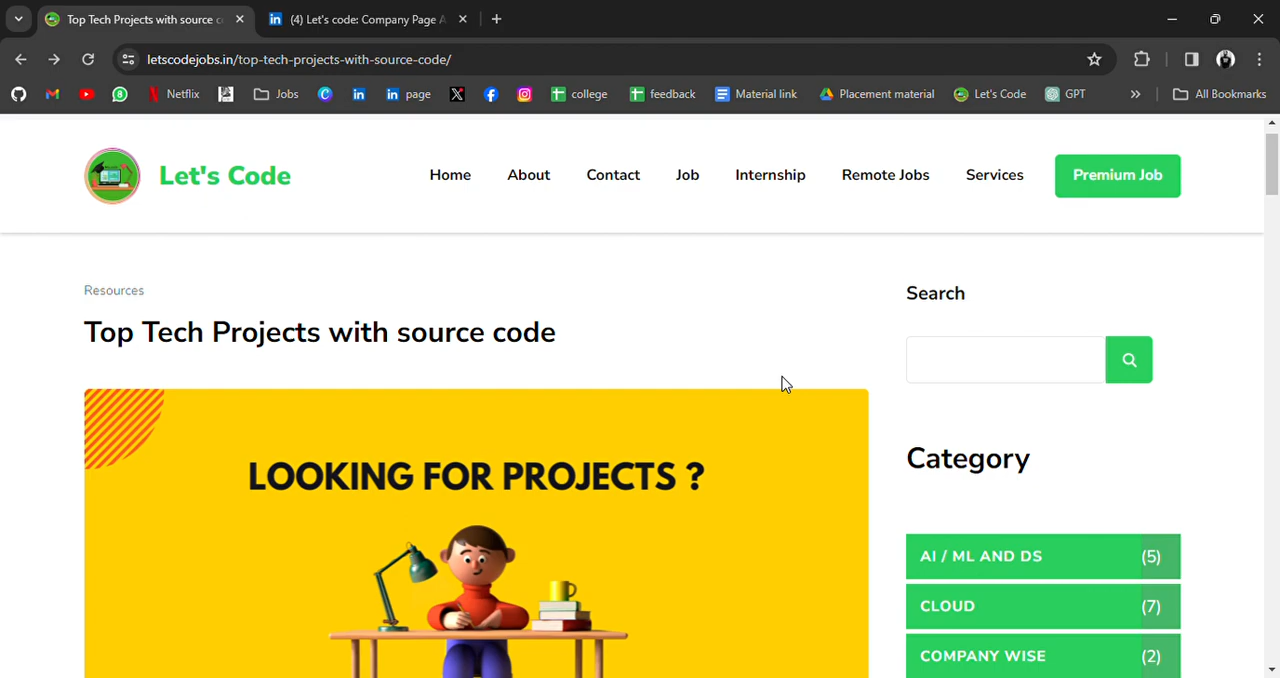 Top Tech Projects with source c
(4) Let's code: Company Page A
letscodejobs.in/top-tech-projects-with-source-code/
8 Netflix Jobs page college feedback Material link Placement material Let's Code GPT » All Bookmarks
Let's Code
Home About Contact Job Internship Remote Jobs Services Premium Job
Resources
Top Tech Projects with source code
LOOKING FOR PROJECTS ?
Search
Category
AI / ML AND DS (5)
CLOUD (7)
COMPANY WISE (2)